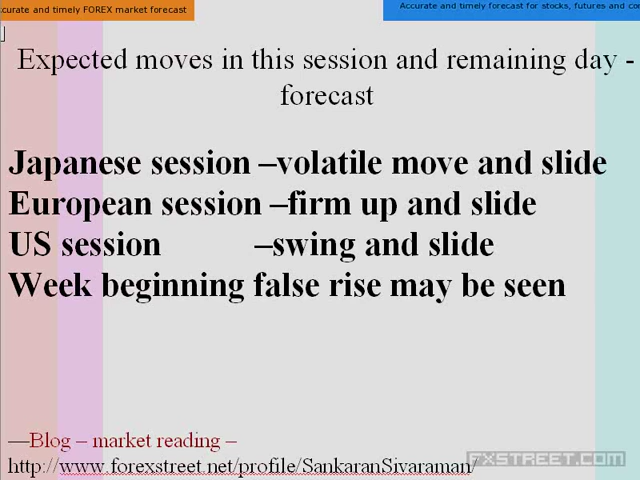 curate and timely FOREX market forecast
Accurate and timely forecast for stocks, futures and co
Expected moves in this session and remaining day -
forecast
Japanese session –volatile move and slide
European session –firm up and slide
US session –swing and slide
Week beginning false rise may be seen
—Blog – market reading –
http://www.forexstreet.net/profile/SankaranSivaraman/
FXSTREET.COM